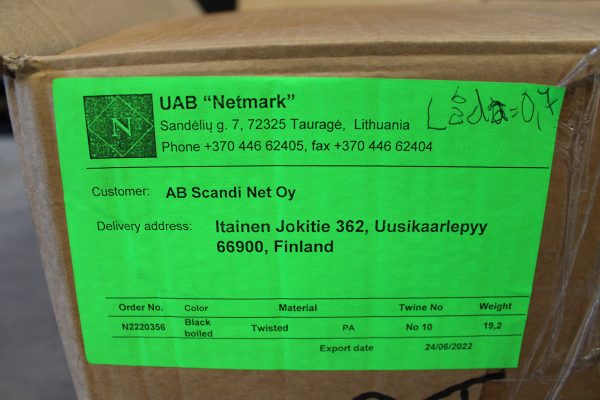 N
UAB "Netmark"
Sandėlių g. 7, 72325 Tauragė, Lithuania
Phone +370 446 62405, fax +370 446 62404
Låda=0,7
Customer: AB Scandi Net Oy
Delivery address: Itainen Jokitie 362, Uusikaarlepyy
66900, Finland
Order No. Color Material Twine No Weight
N2220356 Black boiled Twisted PA No 10 19,2
Export date 24/06/2022